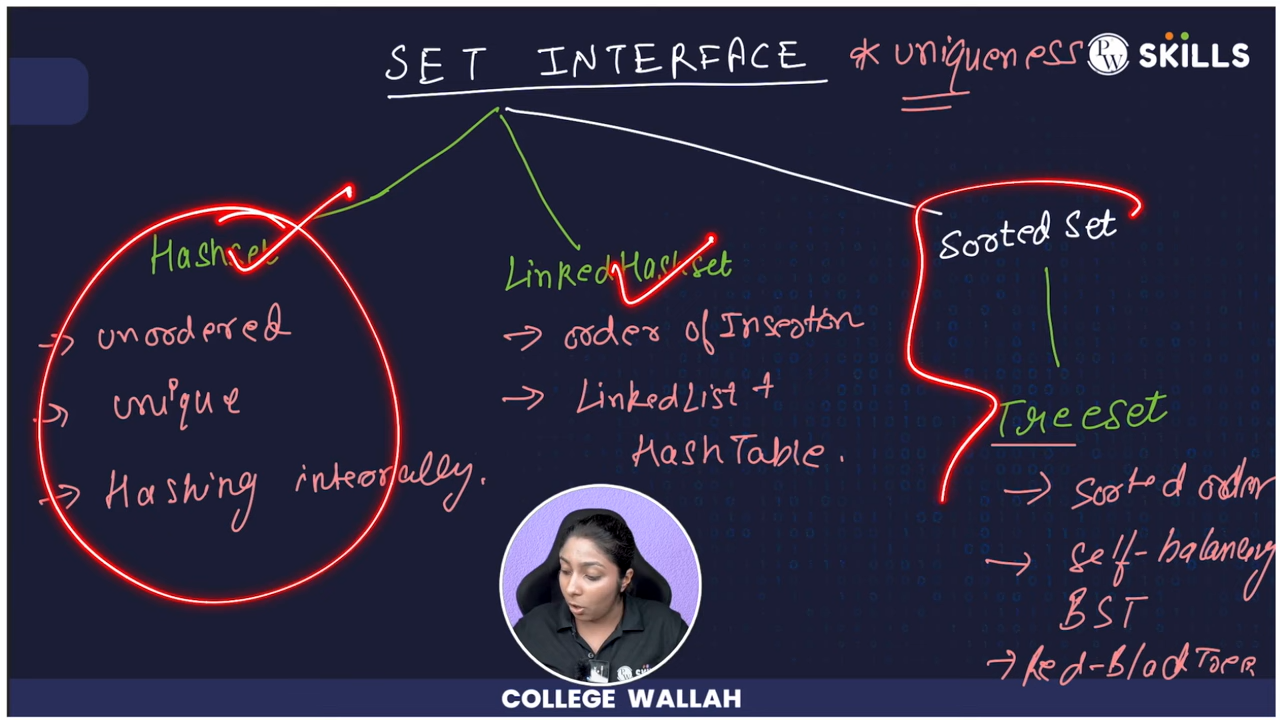 SET INTERFACE * uniqueness PW SKILLS
Hashset
→ unordered
→ unique
→ Hashing internally.
LinkedHashset
→ order of Insertion
→ LinkedList +
HashTable.
Sorted Set
Treeset
→ sorted order
→ self-balancing
BST
→ Red-Black Tree
COLLEGE WALLAH